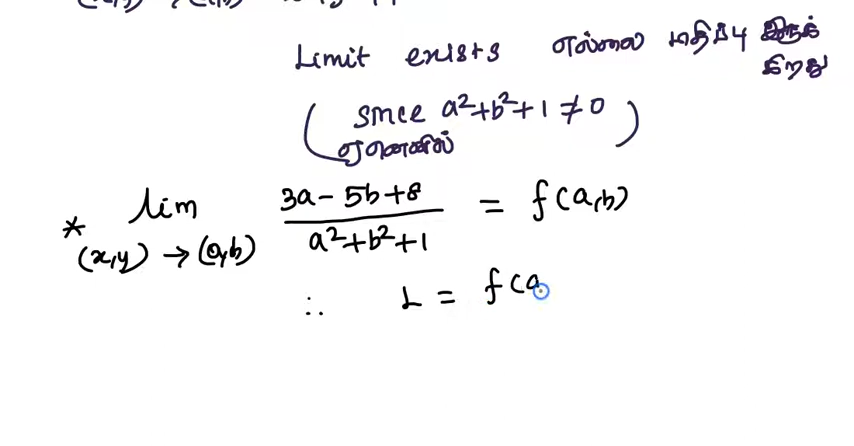 Limit exists எல்லை மதிப்பு இருக்
கிறது
( since a²+b²+1 ≠ 0 )
ஏனெனில்
* lim (x,y) → (a,b) (3a - 5b + 8)/(a²+b²+1) = f(a,b)
∴ L = f(a